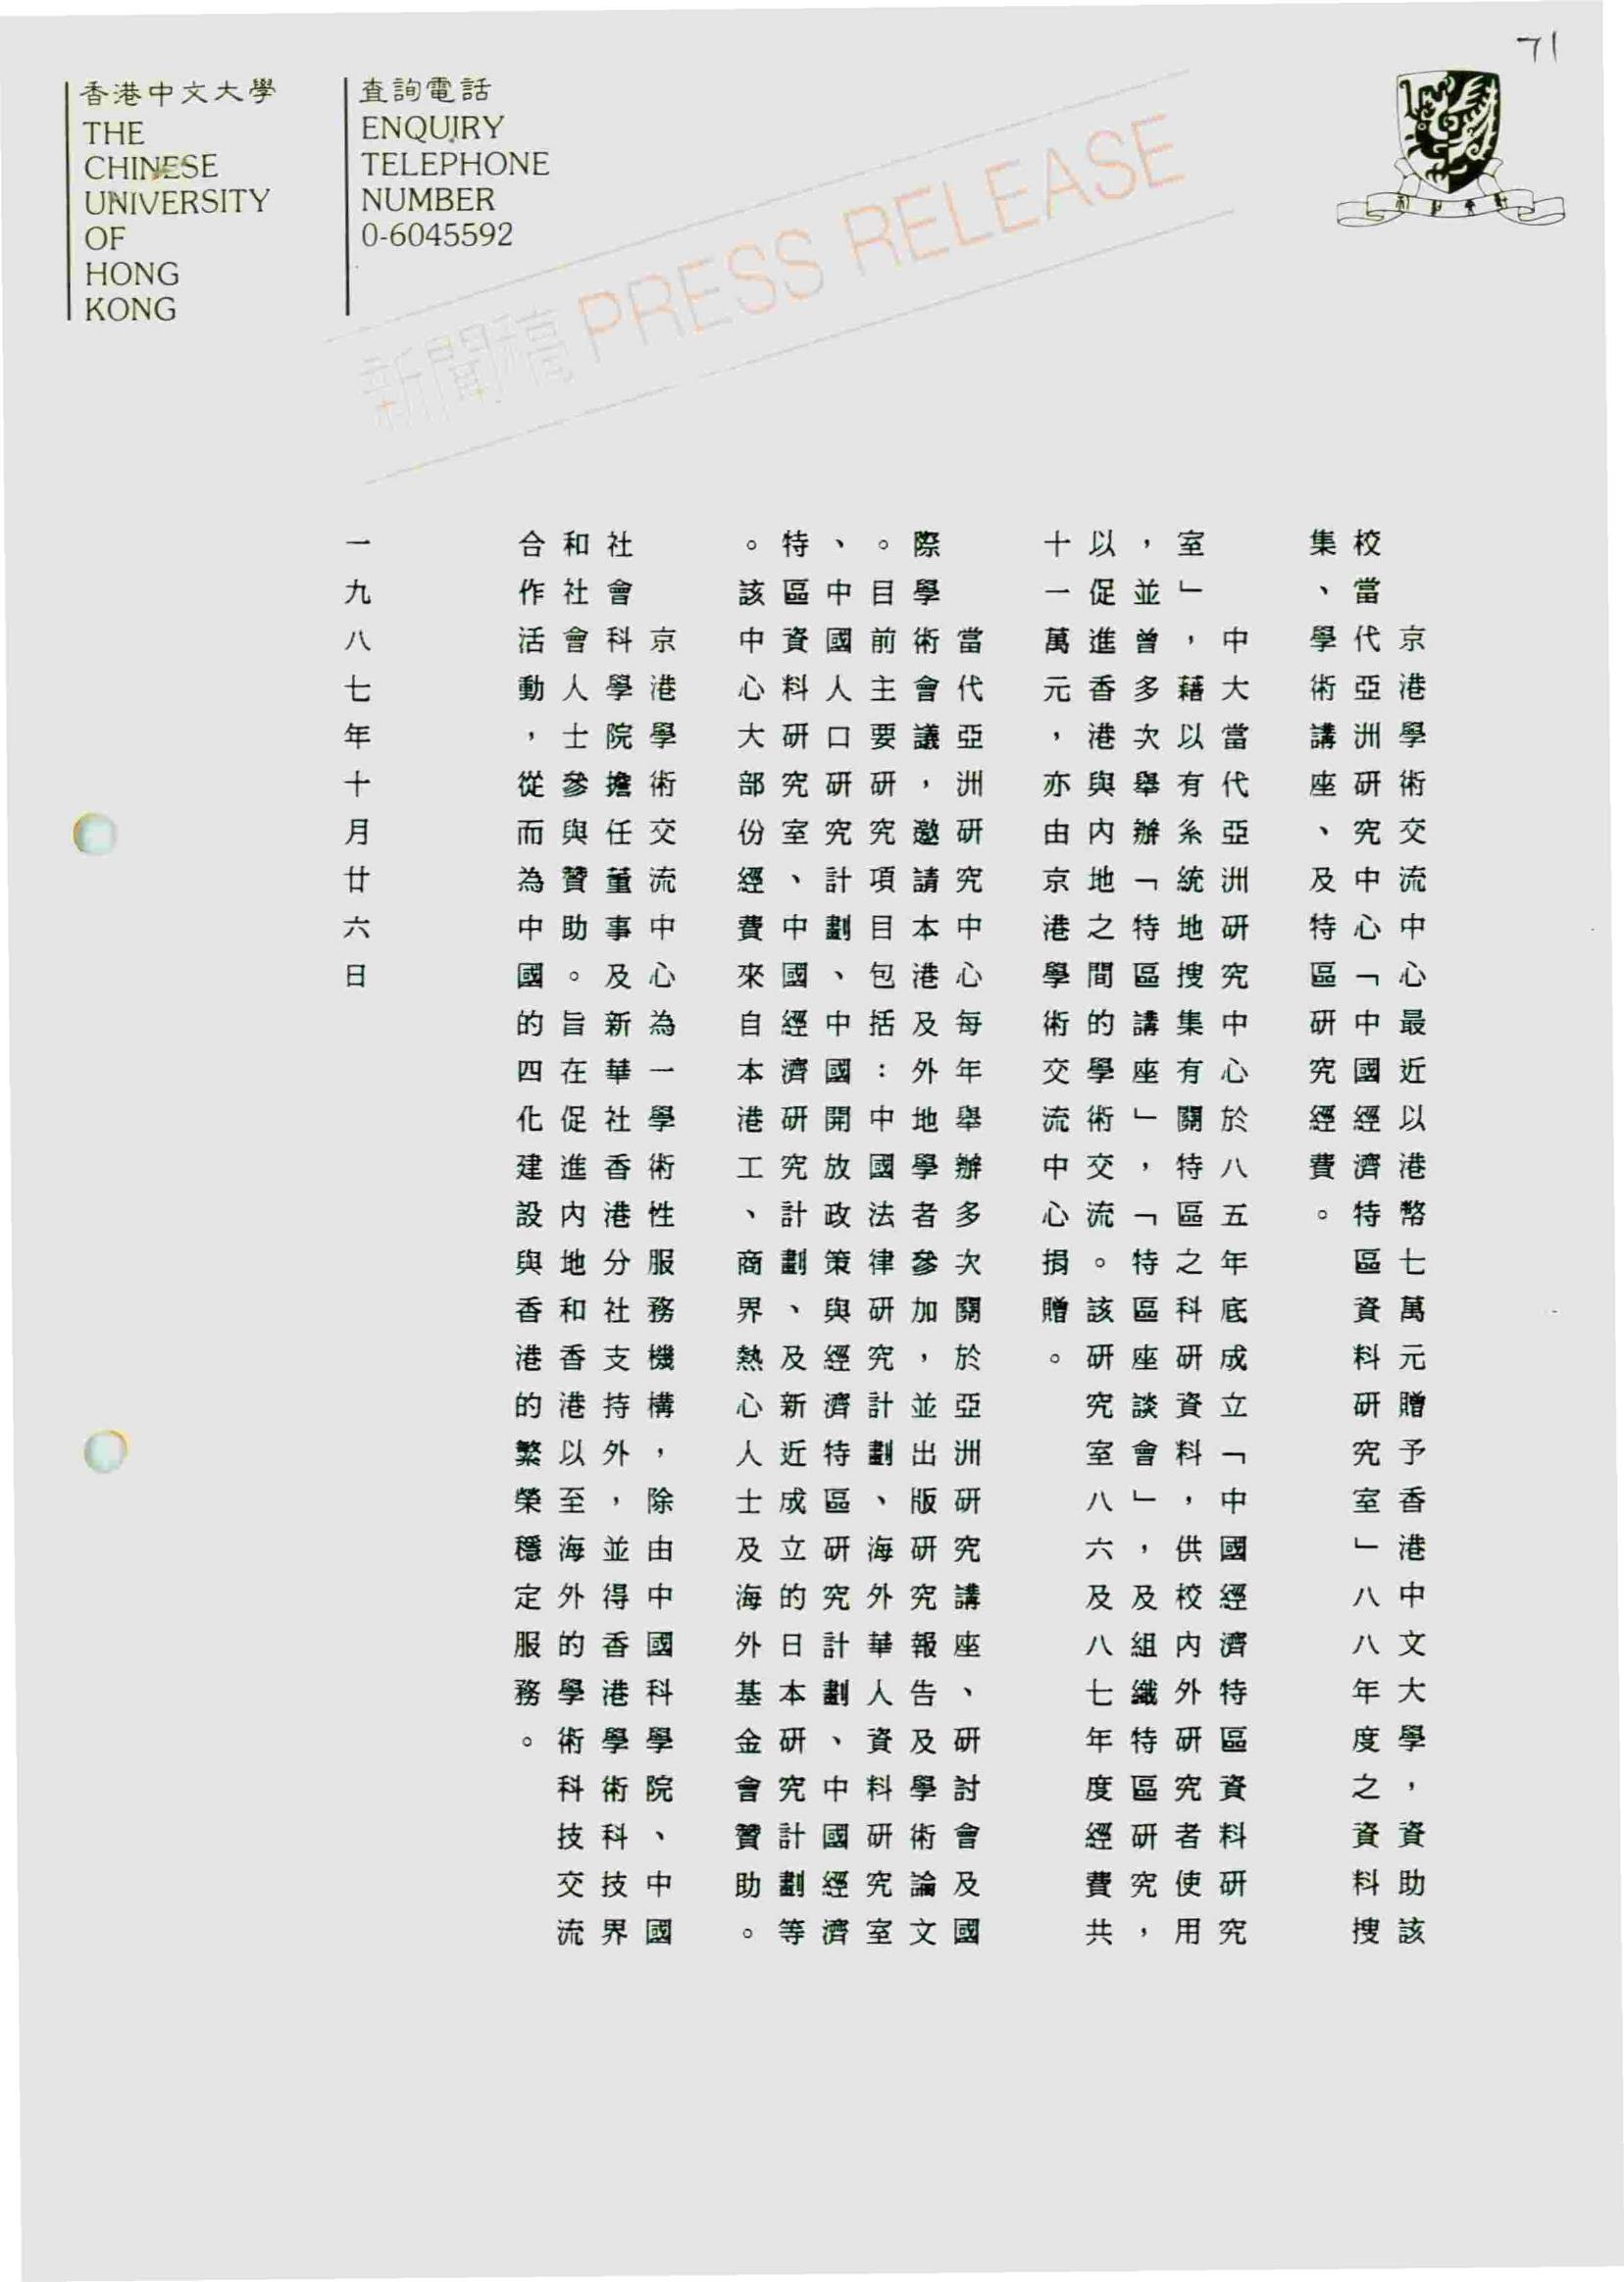 71
香港中文大學
THE
CHINESE
UNIVERSITY
OF
HONG
KONG
查詢電話
ENQUIRY
TELEPHONE
NUMBER
0-6045592
新聞稿 PRESS RELEASE
京港學術交流中心最近以港幣七萬元贈予香港中文大學，資助該
校當代亞洲研究中心「中國經濟特區資料研究室」八八年度之資料搜
集、學術講座、及特區研究經費。
中大當代亞洲研究中心於八五年底成立「中國經濟特區資料研究
室」，藉以有系統地搜集有關特區之科研資料，供校內外研究者使用
，並曾多次舉辦「特區講座」，「特區座談會」，及組織特區研究，
以促進香港與內地之間的學術交流。該研究室八六及八七年度經費共
十一萬元，亦由京港學術交流中心捐贈。
當代亞洲研究中心每年舉辦多次關於亞洲研究講座、研討會及國
際學術會議，邀請本港及外地學者參加，並出版研究報告及學術論文
。目前主要研究項目包括：中國法律研究計劃、海外華人資料研究室
、中國人口研究計劃、中國開放政策與經濟特區研究計劃、中國經濟
特區資料研究室、中國經濟研究計劃、及新近成立的日本研究計劃等
。該中心大部份經費來自本港工、商界熱心人士及海外基金會贊助。
京港學術交流中心為一學術性服務機構，除由中國科學院、中國
社會科學院擔任董事及新華社香港分社支持外，並得香港學術科技界
和社會人士參與贊助。旨在促進內地和香港以至海外的學術科技交流
合作活動，從而為中國的四化建設與香港的繁榮穩定服務。
一九八七年十月廿六日